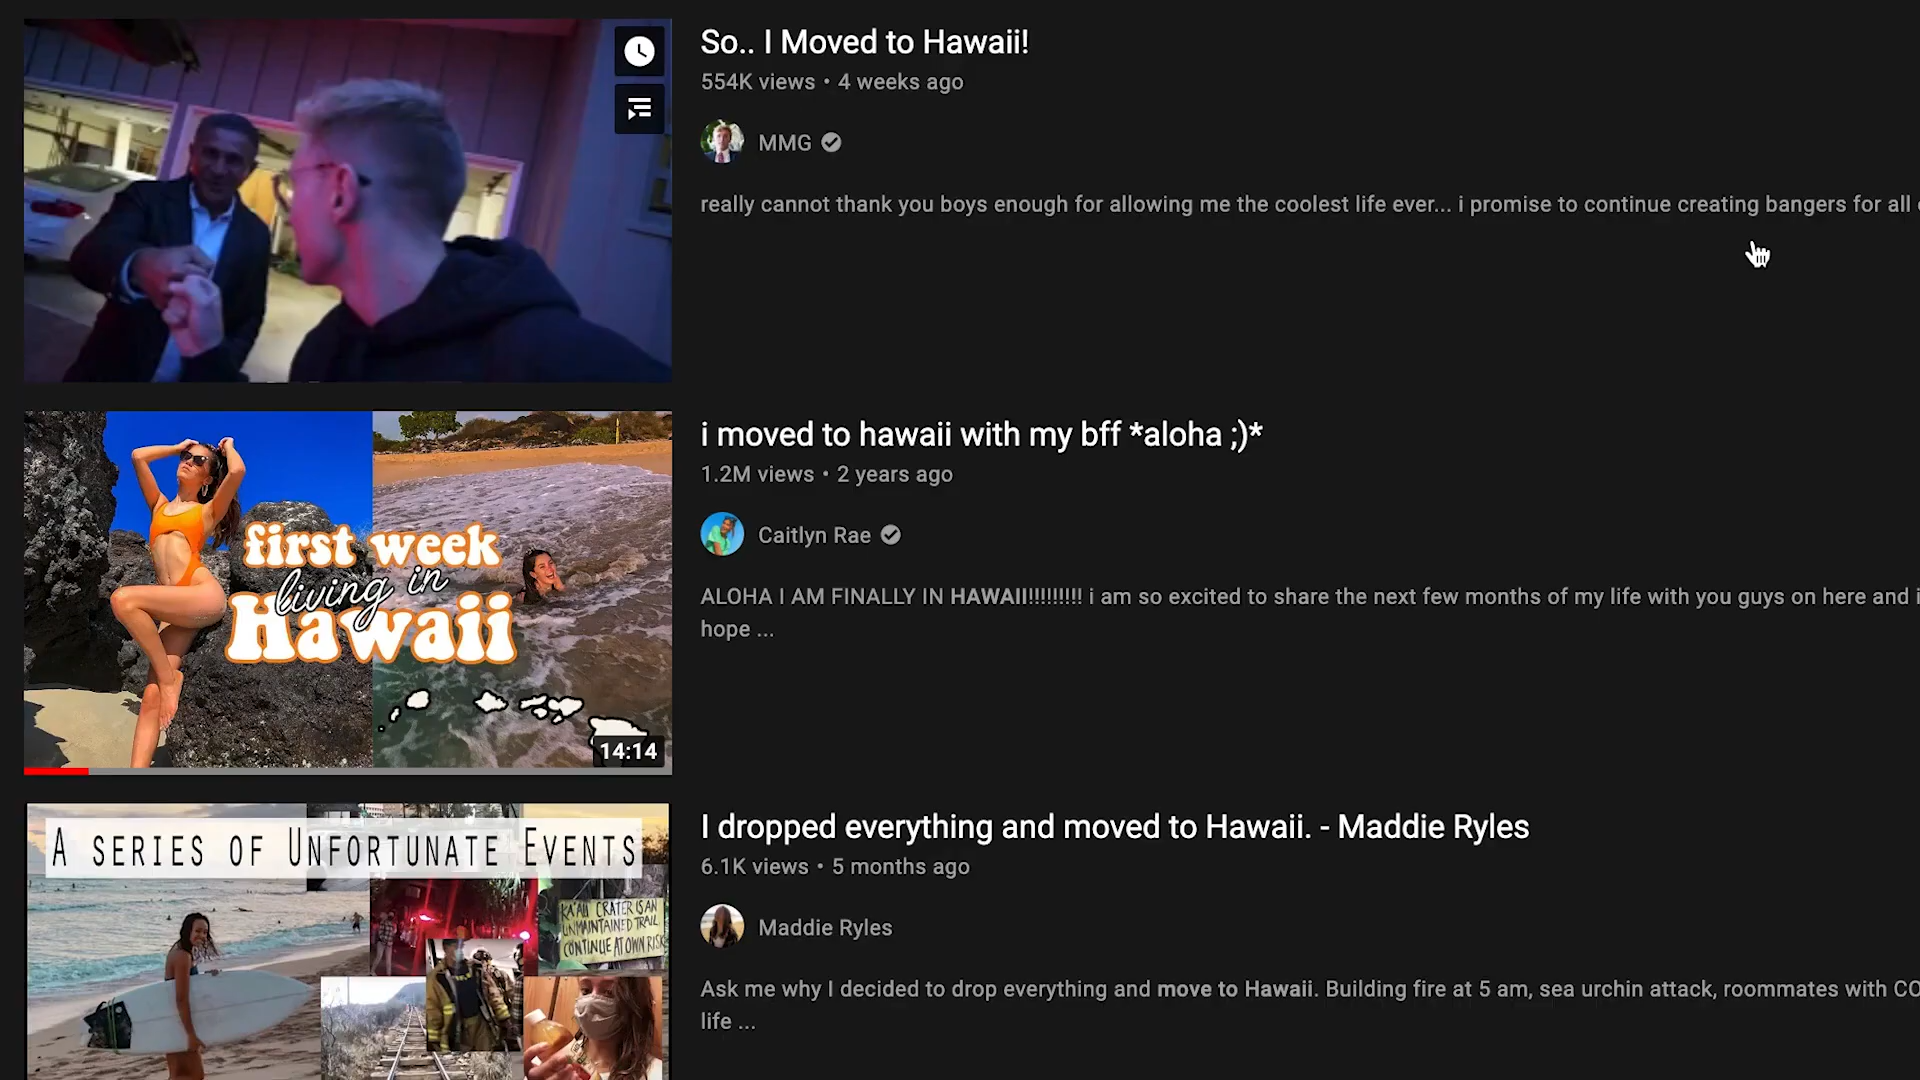 So.. I Moved to Hawaii!
554K views • 4 weeks ago
MMG
really cannot thank you boys enough for allowing me the coolest life ever... i promise to continue creating bangers for all
first week
living in
Hawaii
14:14
i moved to hawaii with my bff *aloha ;)*
1.2M views • 2 years ago
Caitlyn Rae
ALOHA I AM FINALLY IN HAWAII!!!!!!!!! i am so excited to share the next few months of my life with you guys on here and i
hope ...
A SERIES OF UNFORTUNATE EVENTS
KA'AU CRATER IS AN
UNMAINTAINED TRAIL
CONTINUE AT OWN RISK
I dropped everything and moved to Hawaii. - Maddie Ryles
6.1K views • 5 months ago
Maddie Ryles
Ask me why I decided to drop everything and move to Hawaii. Building fire at 5 am, sea urchin attack, roommates with CO
life ...